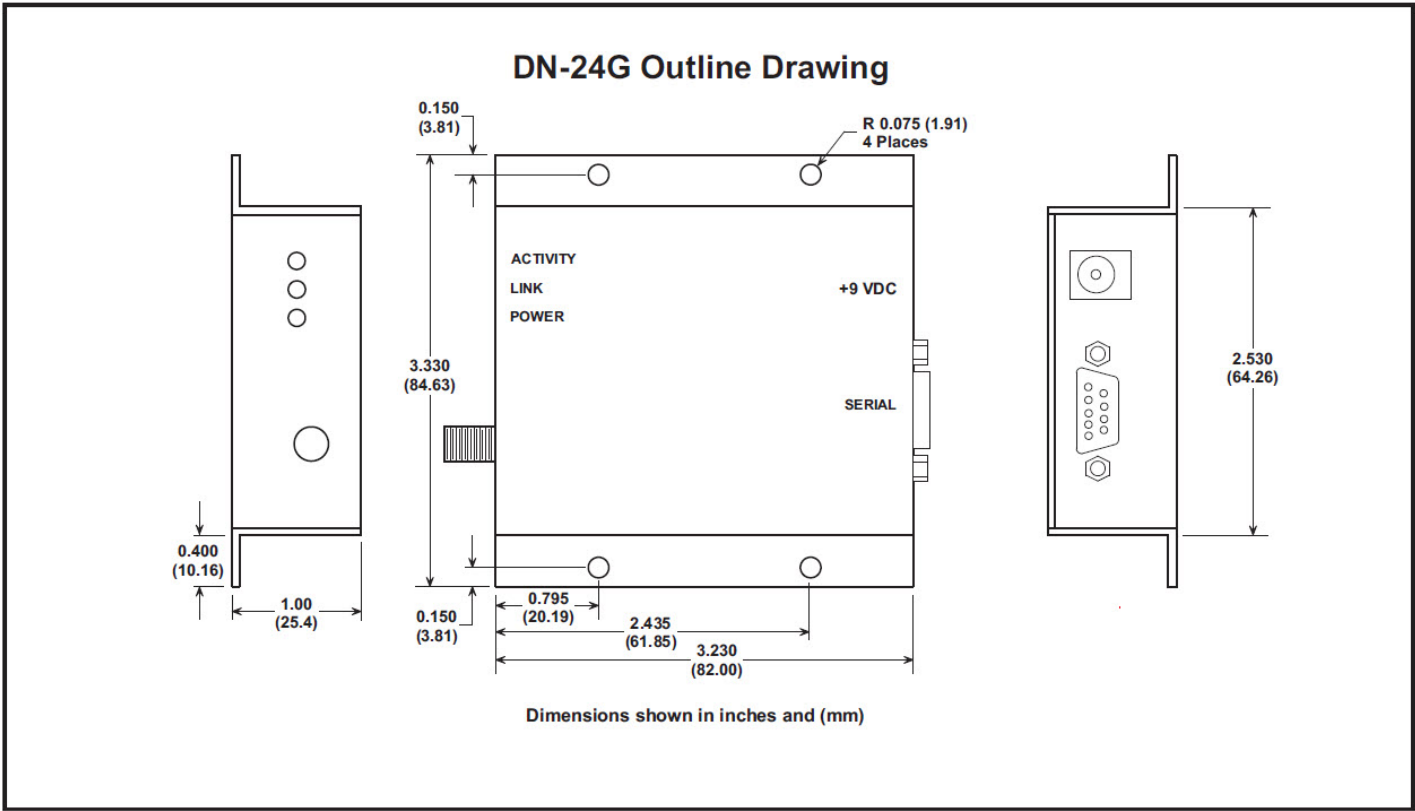 DN-24G Outline Drawing
0.150
(3.81)
R 0.075 (1.91)
4 Places
ACTIVITY
LINK
POWER
+9 VDC
SERIAL
3.330
(84.63)
2.530
(64.26)
0.400
(10.16)
1.00
(25.4)
0.150
(3.81)
0.795
(20.19)
2.435
(61.85)
3.230
(82.00)
Dimensions shown in inches and (mm)